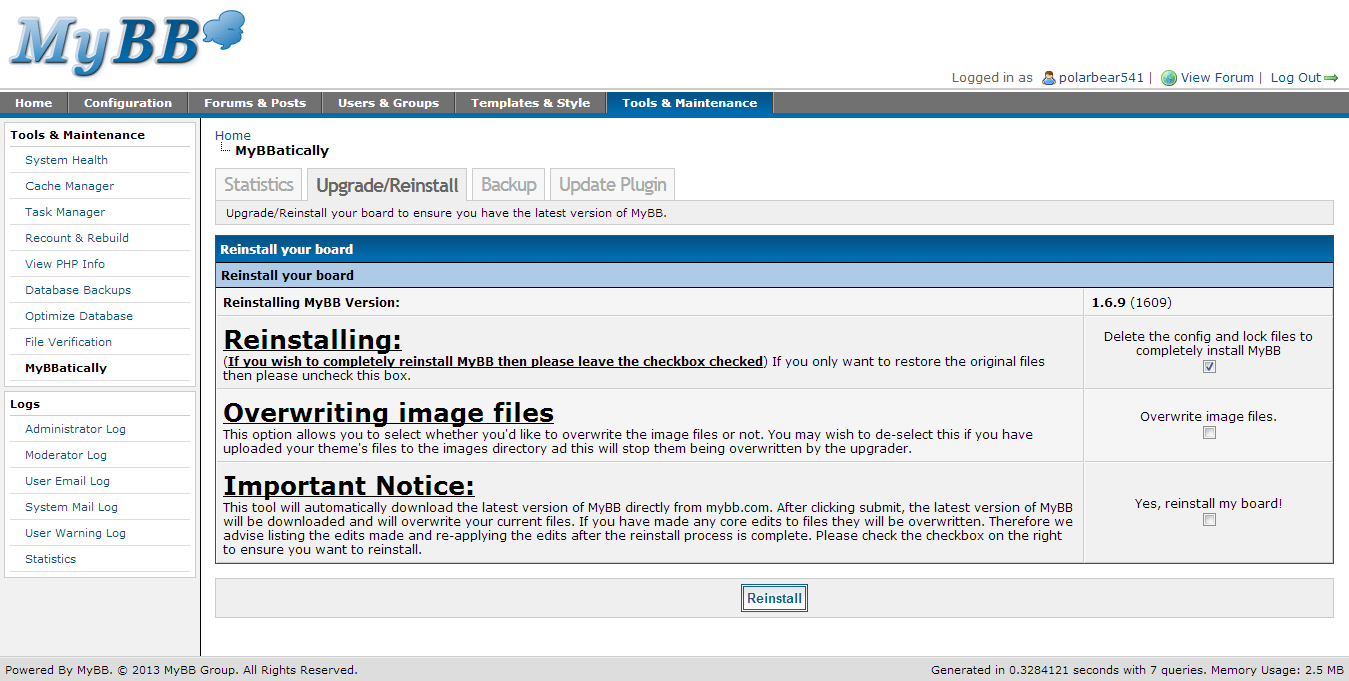 MyBB
Logged in as polarbear541 | View Forum | Log Out
Home Configuration Forums & Posts Users & Groups Templates & Style Tools & Maintenance
Tools & Maintenance
System Health
Cache Manager
Task Manager
Recount & Rebuild
View PHP Info
Database Backups
Optimize Database
File Verification
MyBBatically
Logs
Administrator Log
Moderator Log
User Email Log
System Mail Log
User Warning Log
Statistics
Home
MyBBatically
Statistics Upgrade/Reinstall Backup Update Plugin
Upgrade/Reinstall your board to ensure you have the latest version of MyBB.
Reinstall your board
Reinstall your board
Reinstalling MyBB Version: 1.6.9 (1609)
Reinstalling:
(If you wish to completely reinstall MyBB then please leave the checkbox checked) If you only want to restore the original files
then please uncheck this box.
Delete the config and lock files to
completely install MyBB
Overwriting image files
This option allows you to select whether you'd like to overwrite the image files or not. You may wish to de-select this if you have
uploaded your theme's files to the images directory ad this will stop them being overwritten by the upgrader.
Overwrite image files.
Important Notice:
This tool will automatically download the latest version of MyBB directly from mybb.com. After clicking submit, the latest version of MyBB
will be downloaded and will overwrite your current files. If you have made any core edits to files they will be overwritten. Therefore we
advise listing the edits made and re-applying the edits after the reinstall process is complete. Please check the checkbox on the right
to ensure you want to reinstall.
Yes, reinstall my board!
Reinstall
Powered By MyBB. © 2013 MyBB Group. All Rights Reserved.
Generated in 0.3284121 seconds with 7 queries. Memory Usage: 2.5 MB